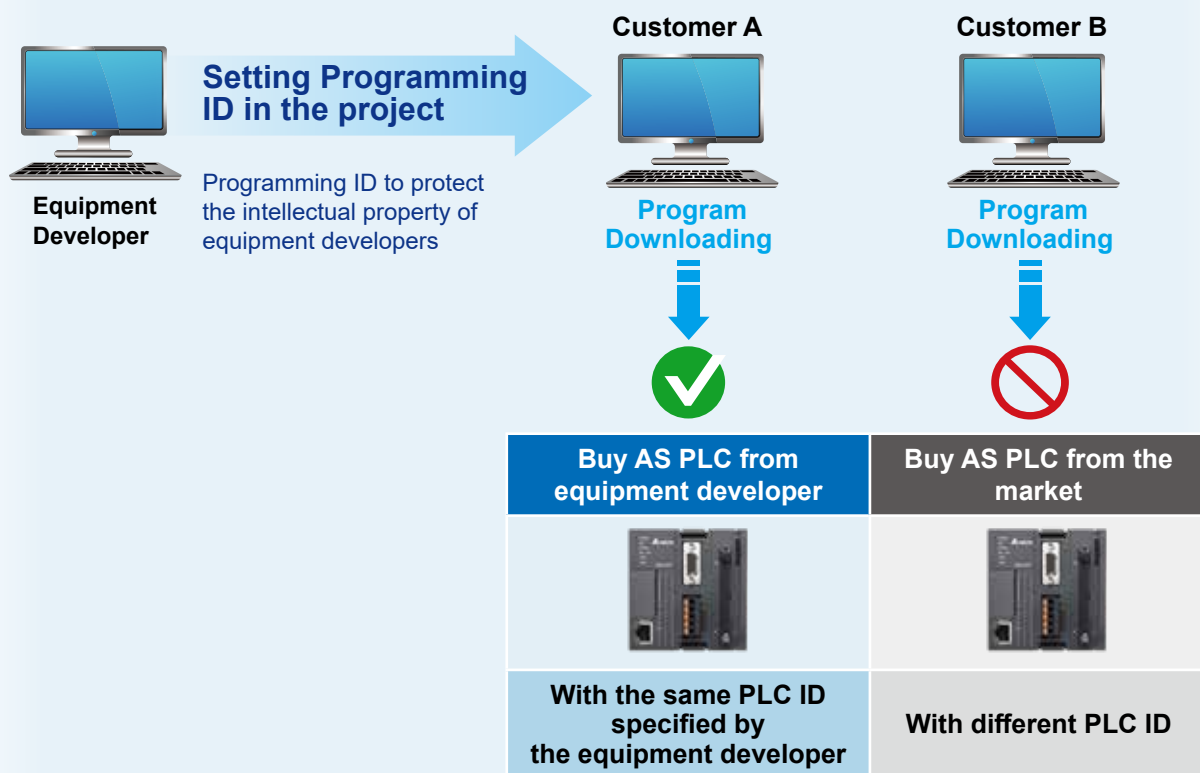 Customer A
Customer B
Setting Programming
ID in the project
Equipment
Developer
Programming ID to protect
the intellectual property of
equipment developers
Program
Downloading
Program
Downloading
Buy AS PLC from
equipment developer
Buy AS PLC from the
market
With the same PLC ID
specified by
the equipment developer
With different PLC ID